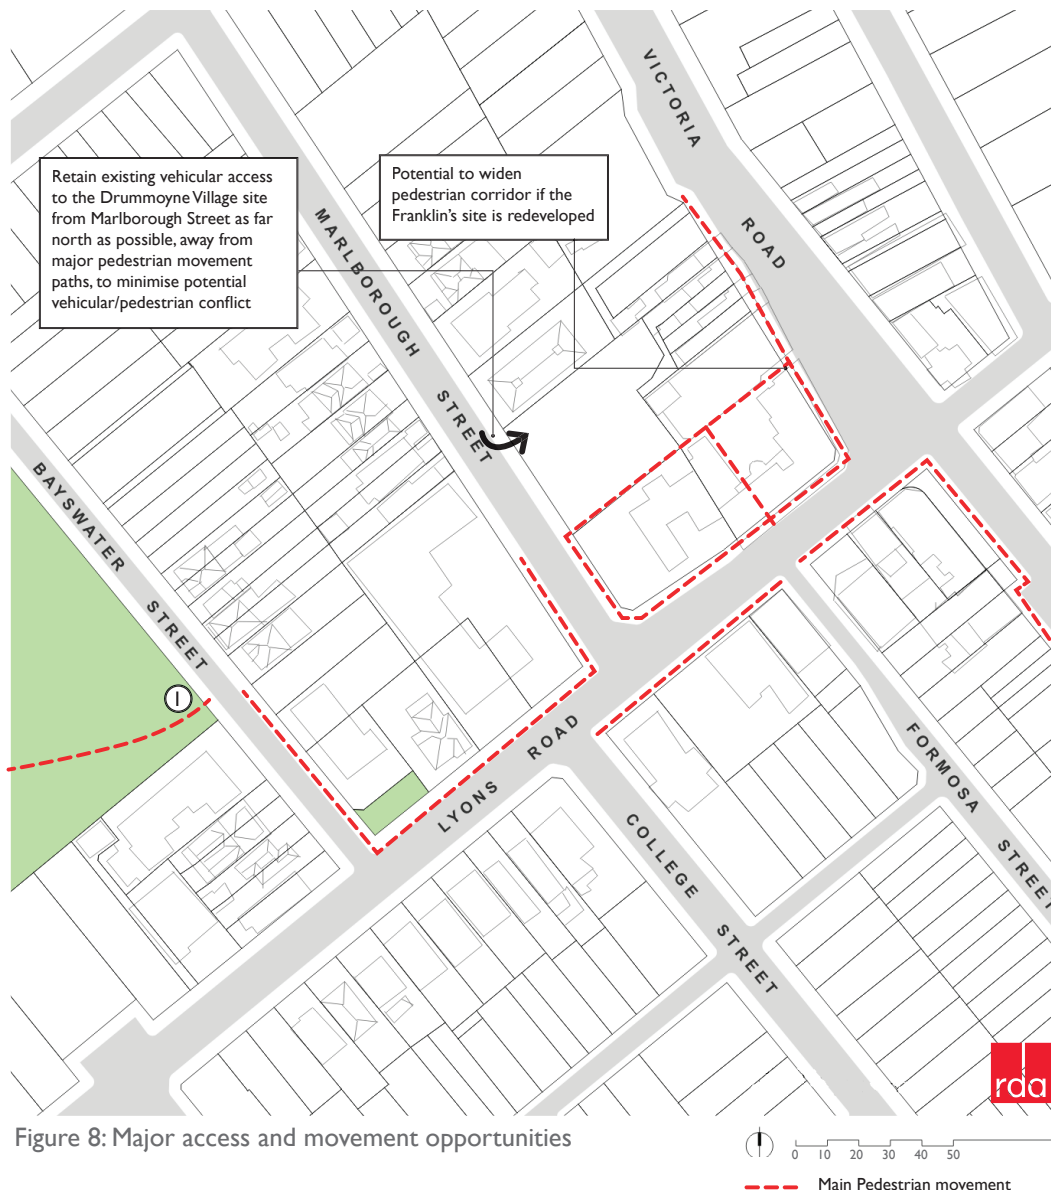 VICTORIA
ROAD
Retain existing vehicular access
to the Drummoyne Village site
from Marlborough Street as far
north as possible, away from
major pedestrian movement
paths, to minimise potential
vehicular/pedestrian conflict
Potential to widen
pedestrian corridor if the
Franklin's site is redeveloped
MARLBOROUGH
STREET
BAYSWATER
STREET
1
LYONS
ROAD
FORMOSA
STREET
COLLEGE
STREET
rda
Figure 8: Major access and movement opportunities
0 10 20 30 40 50
Main Pedestrian movement